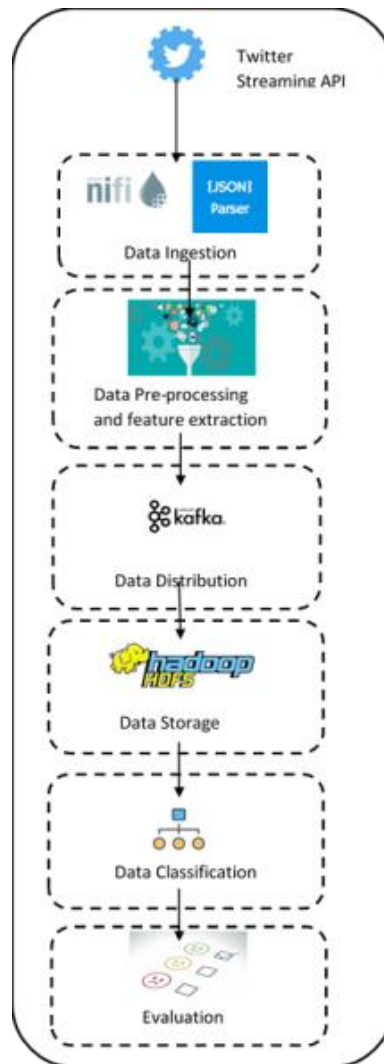 Twitter
Streaming API
nifi
{JSON}
Parser
Data Ingestion
Data Pre-processing
and feature extraction
kafka.
Data Distribution
hadoop
HDFS
Data Storage
Data Classification
Evaluation